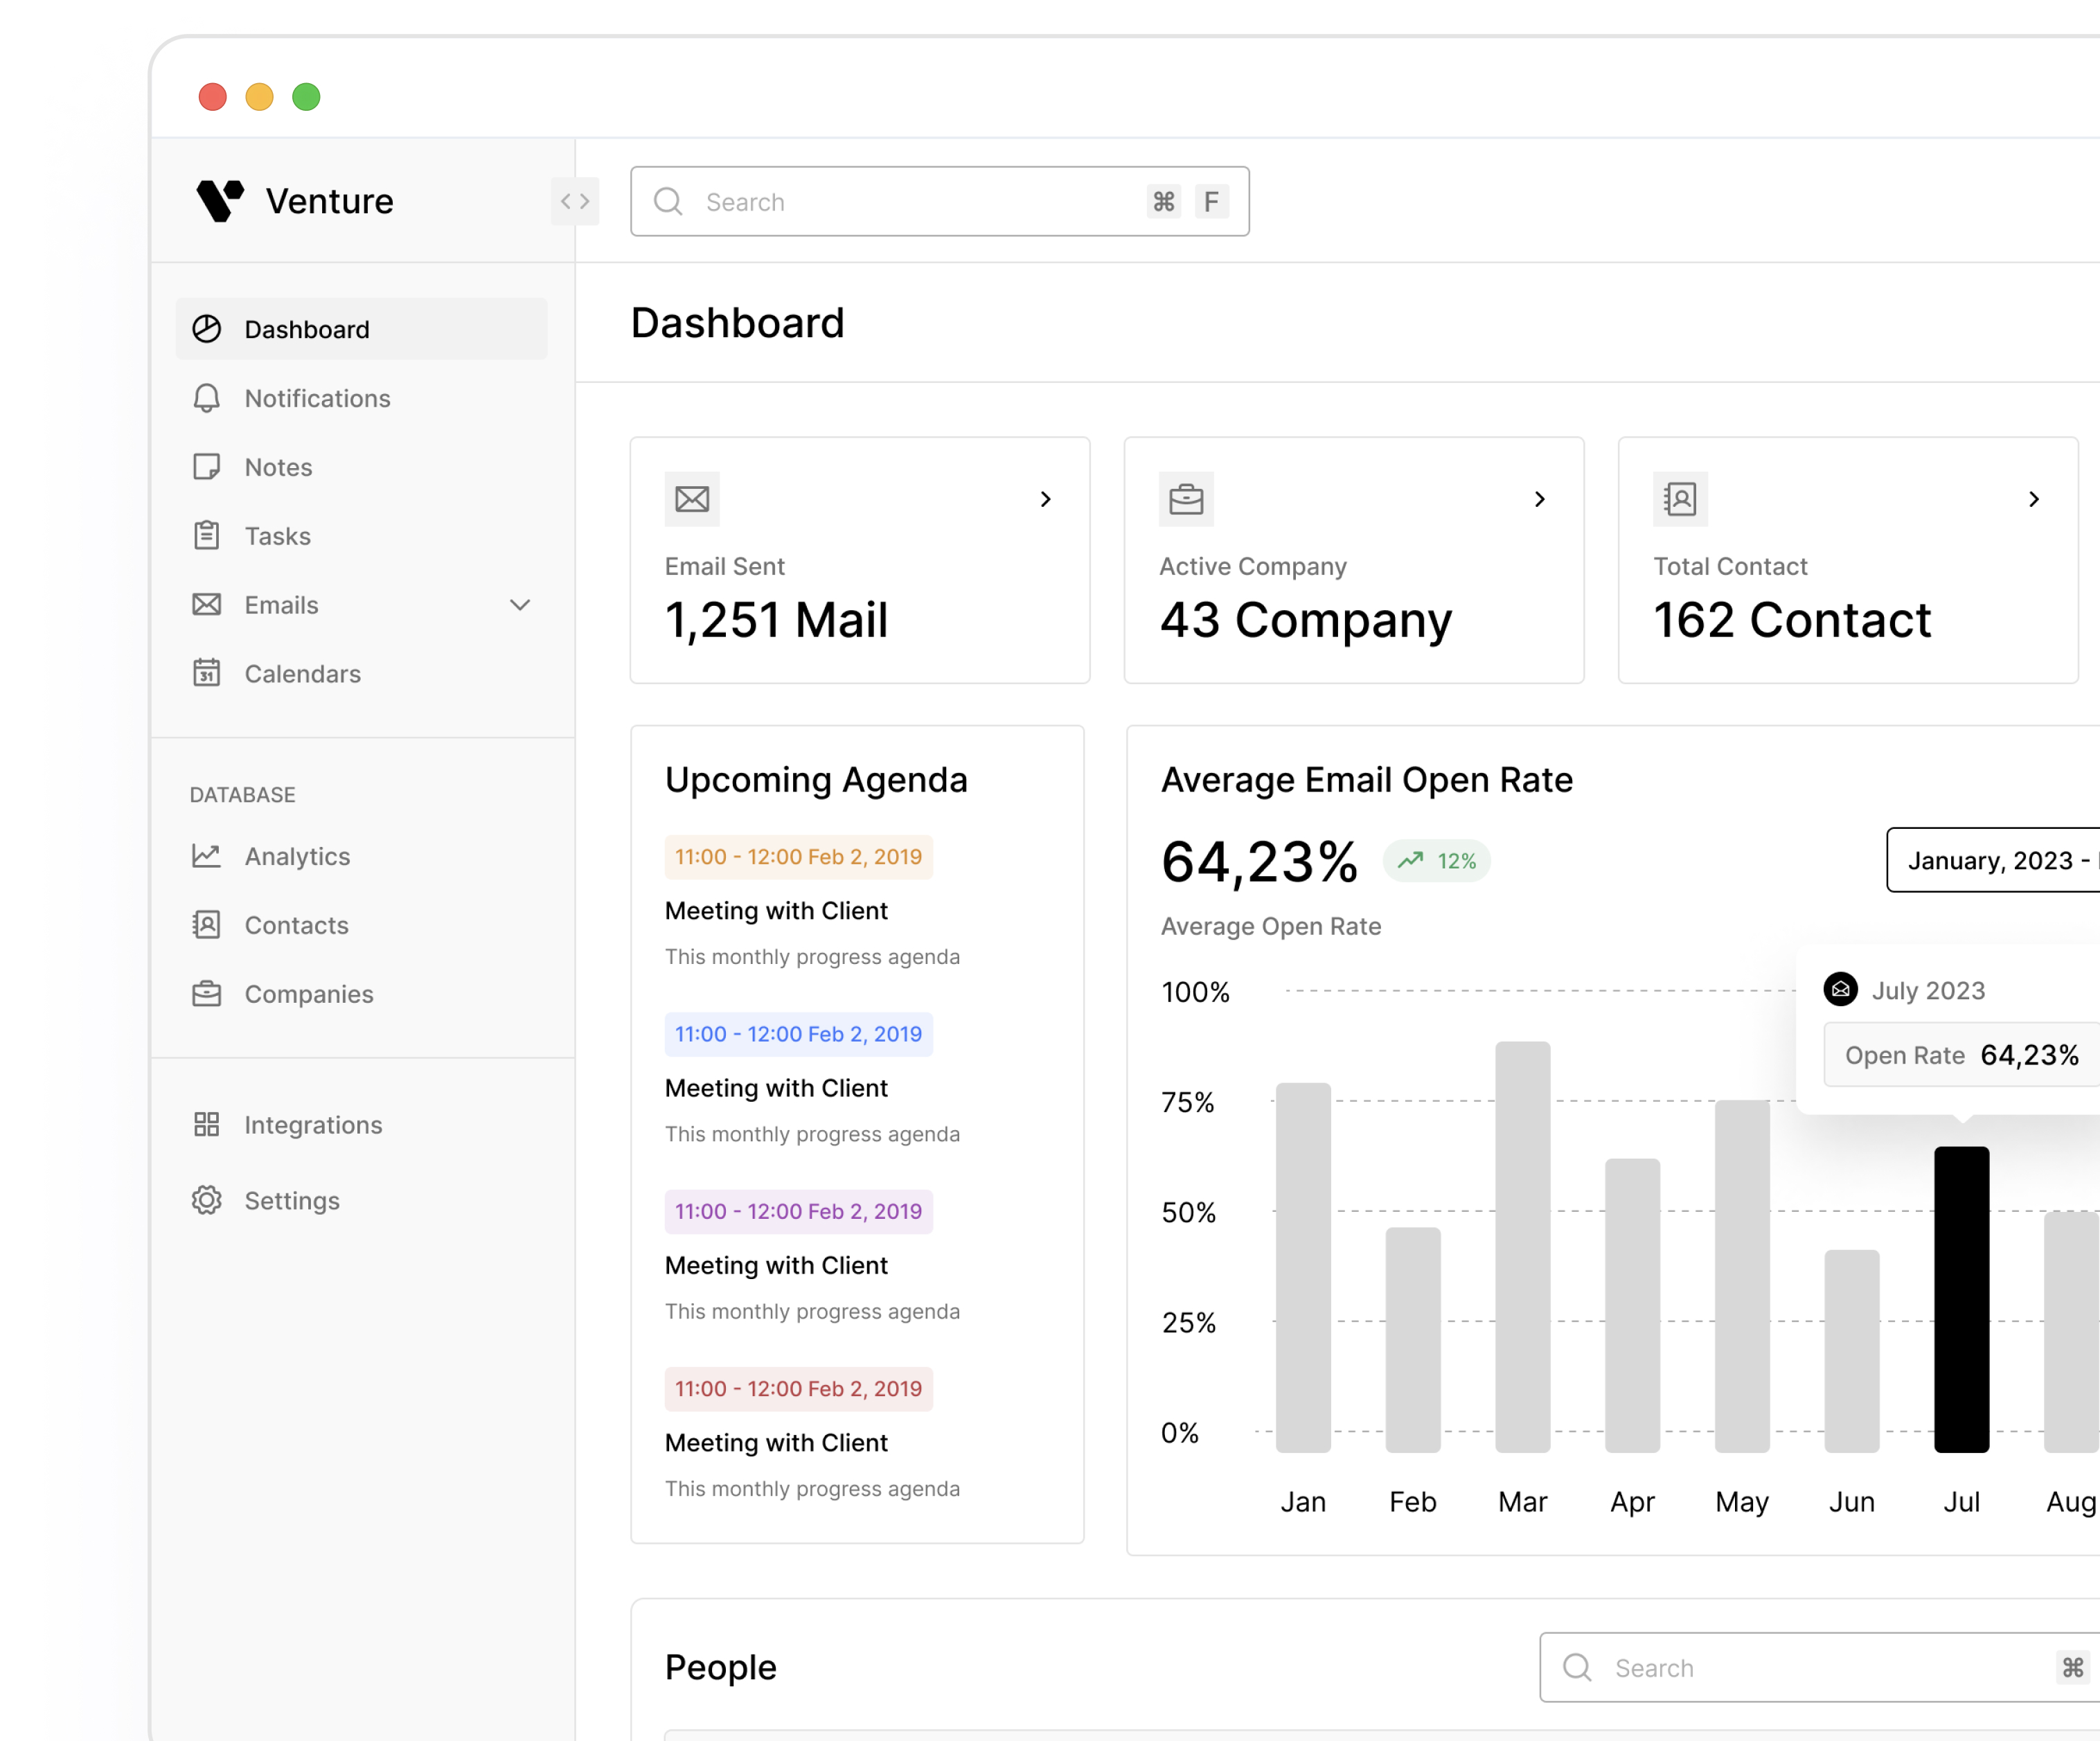 Venture
Search
⌘ F
Dashboard
Notifications
Notes
Tasks
Emails
31
Calendars
DATABASE
Analytics
Contacts
Companies
Integrations
Settings
Dashboard
Email Sent
1,251 Mail
Active Company
43 Company
Total Contact
162 Contact
Upcoming Agenda
11:00 - 12:00 Feb 2, 2019
Meeting with Client
This monthly progress agenda
11:00 - 12:00 Feb 2, 2019
Meeting with Client
This monthly progress agenda
11:00 - 12:00 Feb 2, 2019
Meeting with Client
This monthly progress agenda
11:00 - 12:00 Feb 2, 2019
Meeting with Client
This monthly progress agenda
Average Email Open Rate
64,23%
12%
January, 2023 -
Average Open Rate
July 2023
Open Rate 64,23%
100%
75%
50%
25%
0%
Jan Feb Mar Apr May Jun Jul Aug
People
Search
⌘